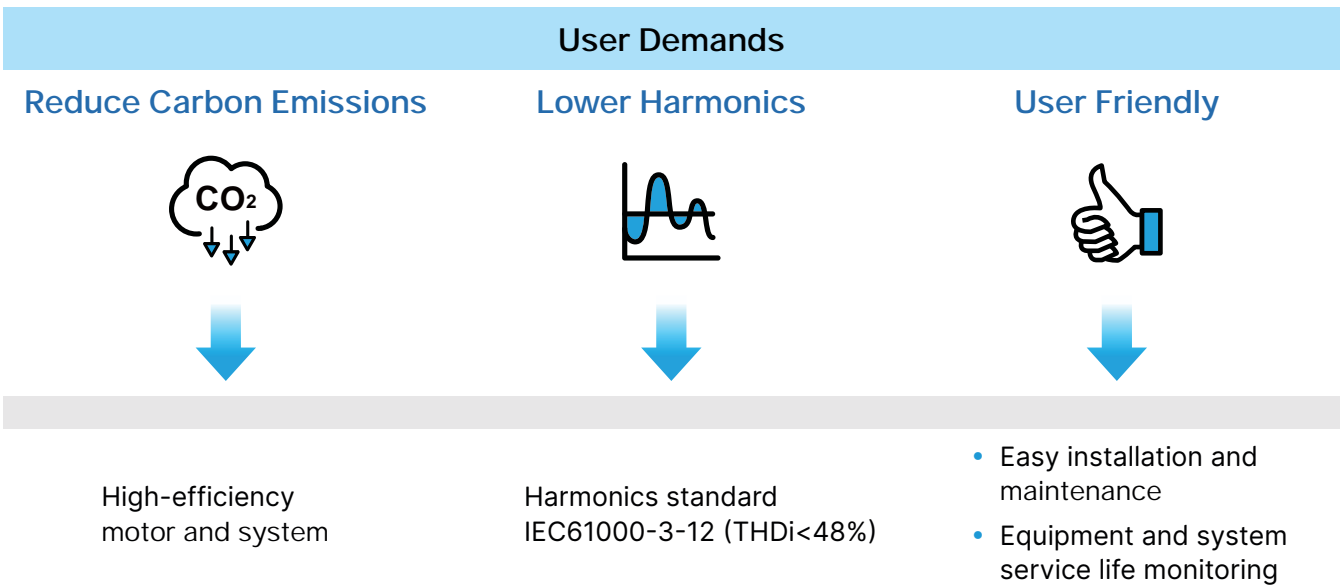 User Demands
Reduce Carbon Emissions
Lower Harmonics
User Friendly
CO2
High-efficiency
motor and system
Harmonics standard
IEC61000-3-12 (THDi<48%)
• Easy installation and
maintenance
• Equipment and system
service life monitoring